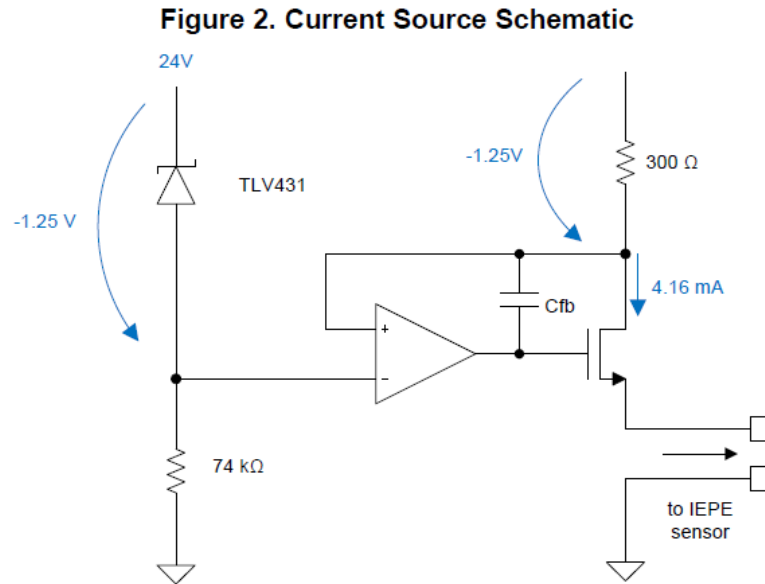 Figure 2. Current Source Schematic
24V
-1.25V
300 Ω
TLV431
-1.25 V
4.16 mA
Cfb
+
−
74 kΩ
to IEPE
sensor